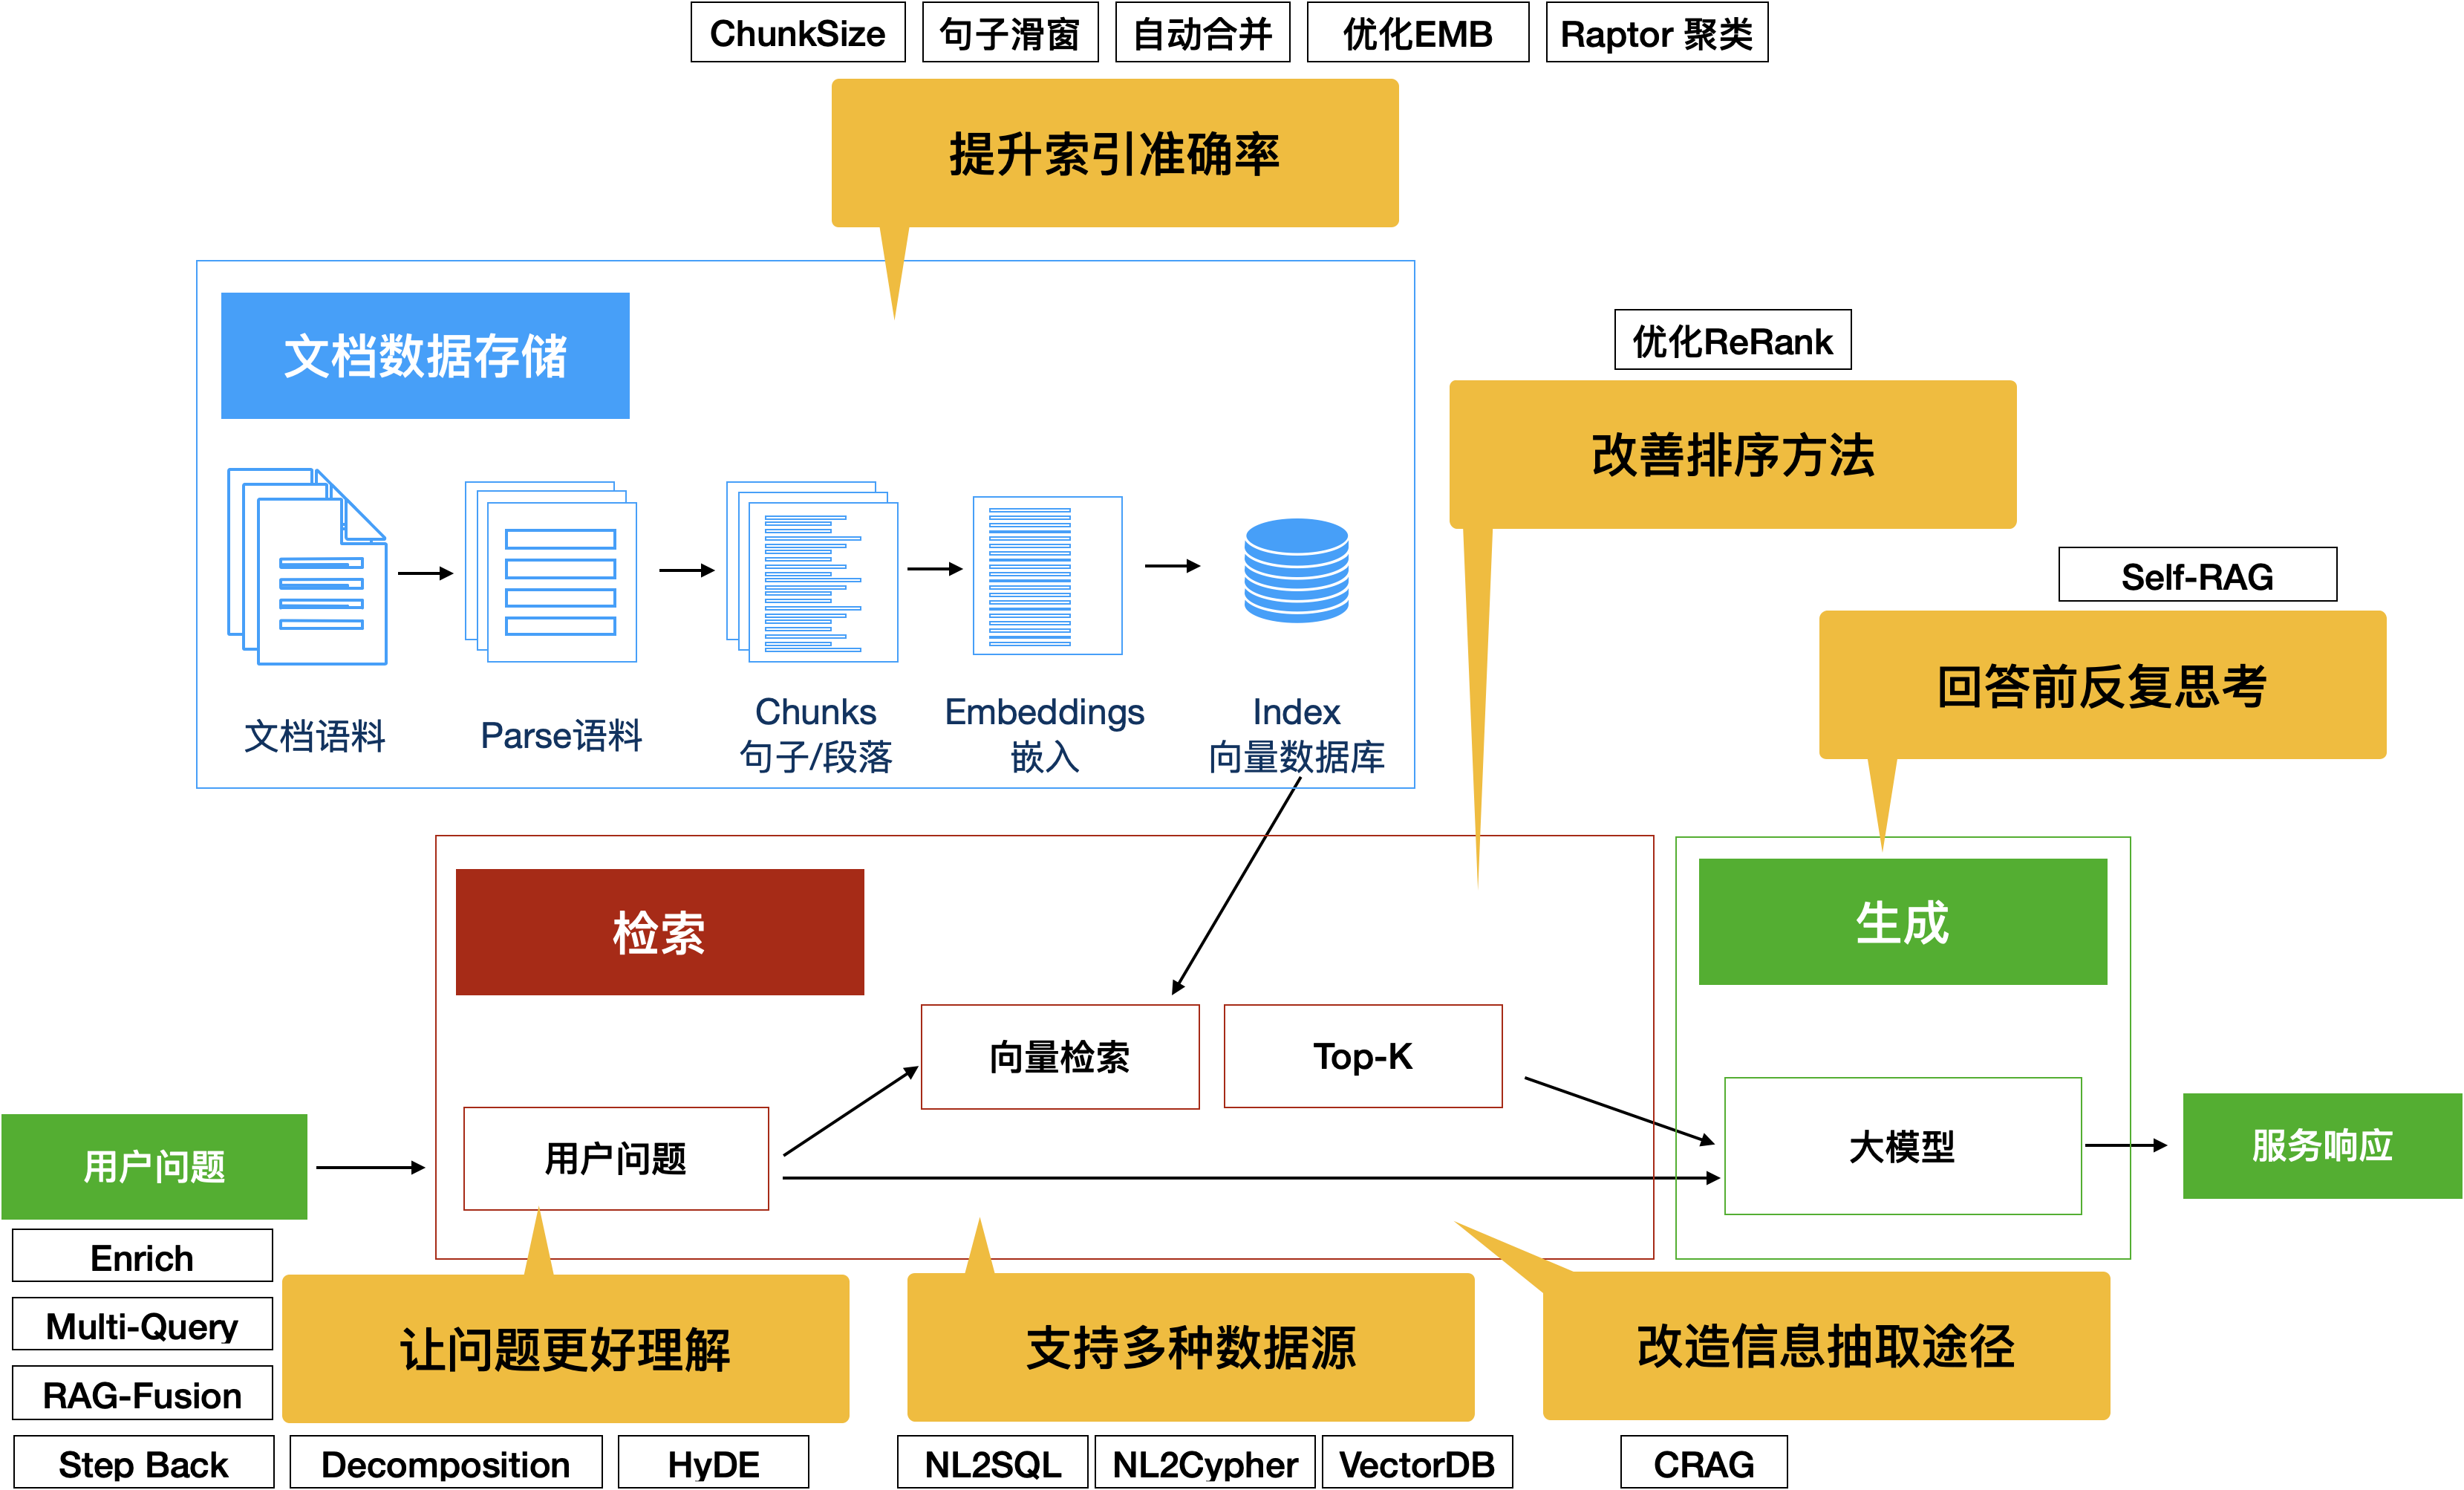 ChunkSize
句子滑窗
自动合并
优化EMB
Raptor 聚类
提升索引准确率
文档数据存储
优化ReRank
改善排序方法
Self-RAG
回答前反复思考
文档语料
Parse语料
Chunks
句子/段落
Embeddings
嵌入
Index
向量数据库
检索
生成
向量检索
Top-K
用户问题
用户问题
大模型
服务响应
Enrich
Multi-Query
RAG-Fusion
Step Back
让问题更好理解
支持多种数据源
改造信息抽取途径
Decomposition
HyDE
NL2SQL
NL2Cypher
VectorDB
CRAG